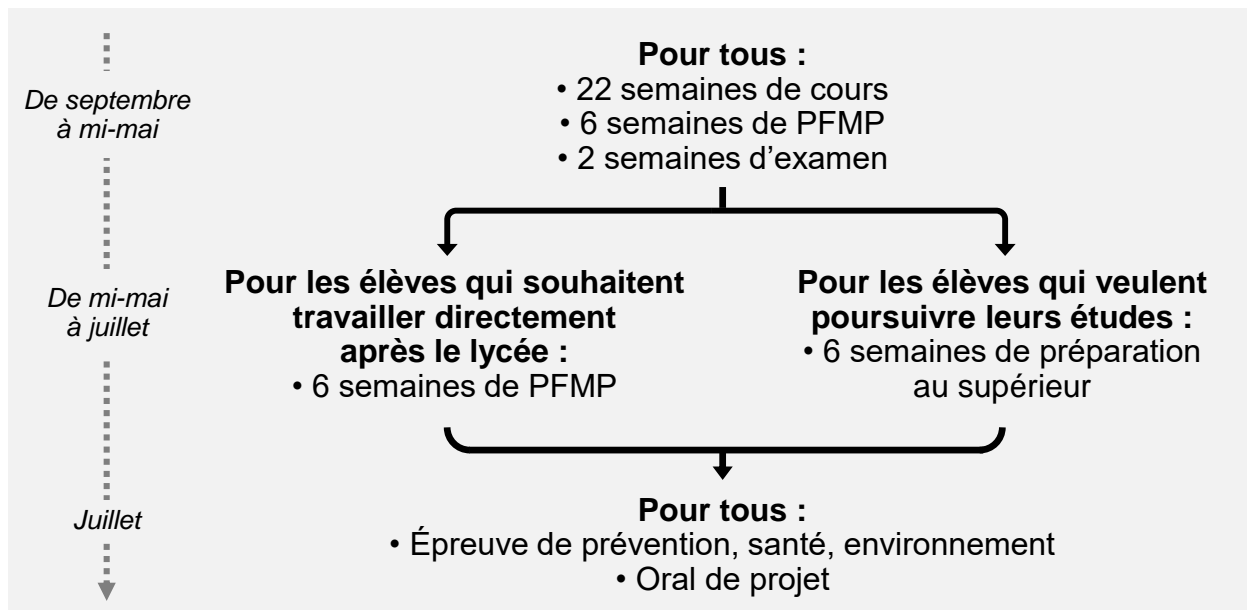 De septembre
à mi-mai
Pour tous :
• 22 semaines de cours
• 6 semaines de PFMP
• 2 semaines d’examen
De mi-mai
à juillet
Pour les élèves qui souhaitent
travailler directement
après le lycée :
• 6 semaines de PFMP
Pour les élèves qui veulent
poursuivre leurs études :
• 6 semaines de préparation
au supérieur
Juillet
Pour tous :
• Épreuve de prévention, santé, environnement
• Oral de projet